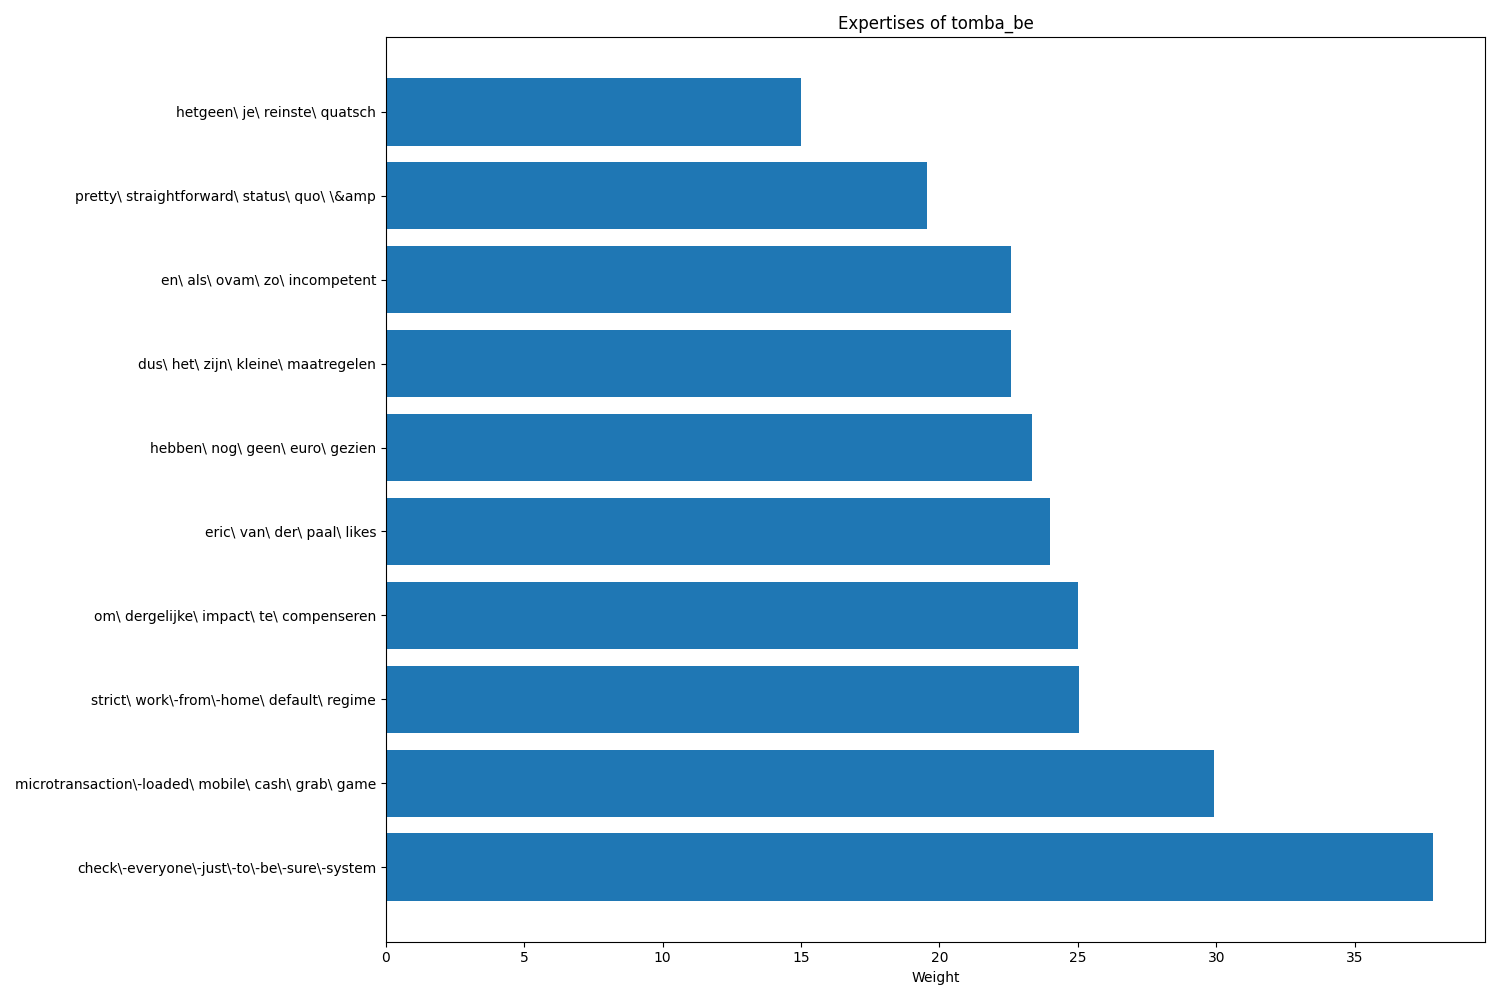 Expertises of tomba_be
hetgeen\ je\ reinste\ quatsch
pretty\ straightforward\ status\ quo\ \&amp
en\ als\ ovam\ zo\ incompetent
dus\ het\ zijn\ kleine\ maatregelen
hebben\ nog\ geen\ euro\ gezien
eric\ van\ der\ paal\ likes
om\ dergelijke\ impact\ te\ compenseren
strict\ work\-from\-home\ default\ regime
microtransaction\-loaded\ mobile\ cash\ grab\ game
check\-everyone\-just\-to\-be\-sure\-system
0 5 10 15 20 25 30 35
Weight